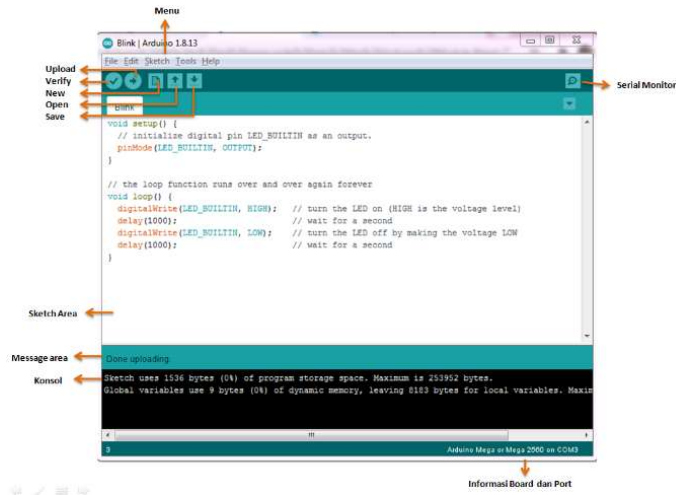 Menu
Blink | Arduino 1.8.13
File Edit Sketch Tools Help
Upload
Verify
New
Open
Save
Serial Monitor
Blink
void setup() {
// initialize digital pin LED_BUILTIN as an output.
pinMode(LED_BUILTIN, OUTPUT);
}
// the loop function runs over and over again forever
void loop() {
digitalWrite(LED_BUILTIN, HIGH); // turn the LED on (HIGH is the voltage level)
delay(1000); // wait for a second
digitalWrite(LED_BUILTIN, LOW); // turn the LED off by making the voltage LOW
delay(1000); // wait for a second
}
Sketch Area
Message area
Done uploading.
Konsol
Sketch uses 1536 bytes (0%) of program storage space. Maximum is 253952 bytes.
Global variables use 9 bytes (0%) of dynamic memory, leaving 8183 bytes for local variables. Maxim
3
Arduino Mega or Mega 2560 on COM3
Informasi Board dan Port